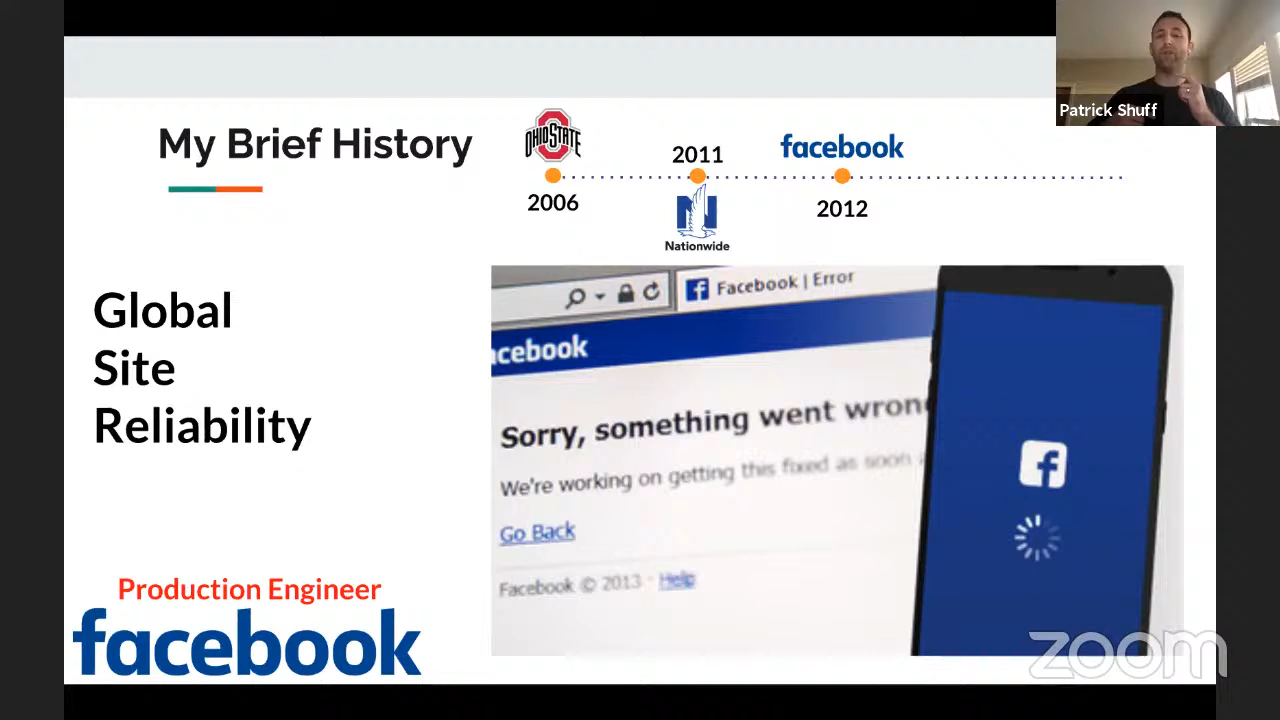 Patrick Shuff
My Brief History
OHIO STATE
2006
2011
Nationwide
facebook
2012
Global
Site
Reliability
Facebook | Error
acebook
Sorry, something went wron
We're working on getting this fixed as soon a
Go Back
Facebook © 2013 · Help
Production Engineer
facebook
zoom